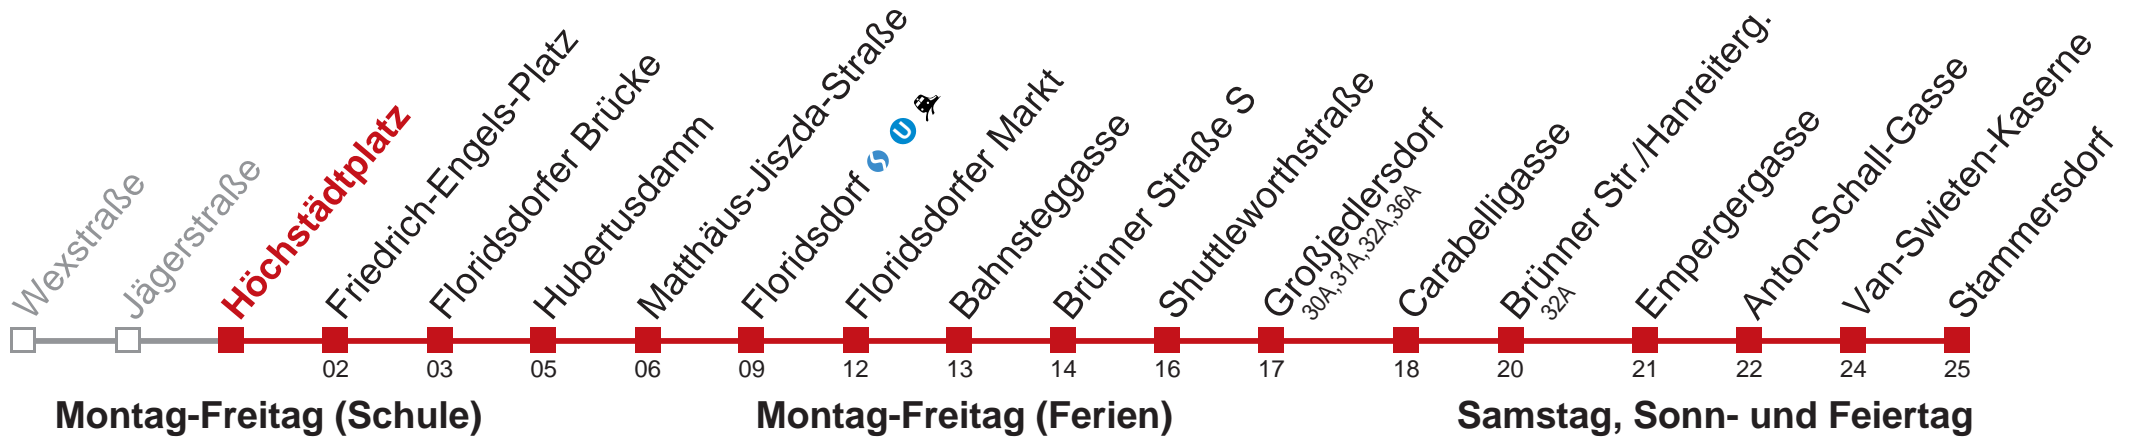 Wexstraße
Jägerstraße
Höchstädtplatz
Friedrich-Engels-Platz
Floridsdorfer Brücke
Hubertusdamm
Matthäus-Jiszda-Straße
Floridsdorf S U
Floridsdorfer Markt
Bahnsteggasse
Brünner Straße S
Shuttleworthstraße
Großjedlersdorf
30A,31A,32A,36A
Carabelligasse
Brünner Str./Hanreiterg.
32A
Empergergasse
Anton-Schall-Gasse
Van-Swieten-Kaserne
Stammersdorf
02 03 05 06 09 12 13 14 16 17 18 20 21 22 24 25
Montag-Freitag (Schule) Montag-Freitag (Ferien) Samstag, Sonn- und Feiertag